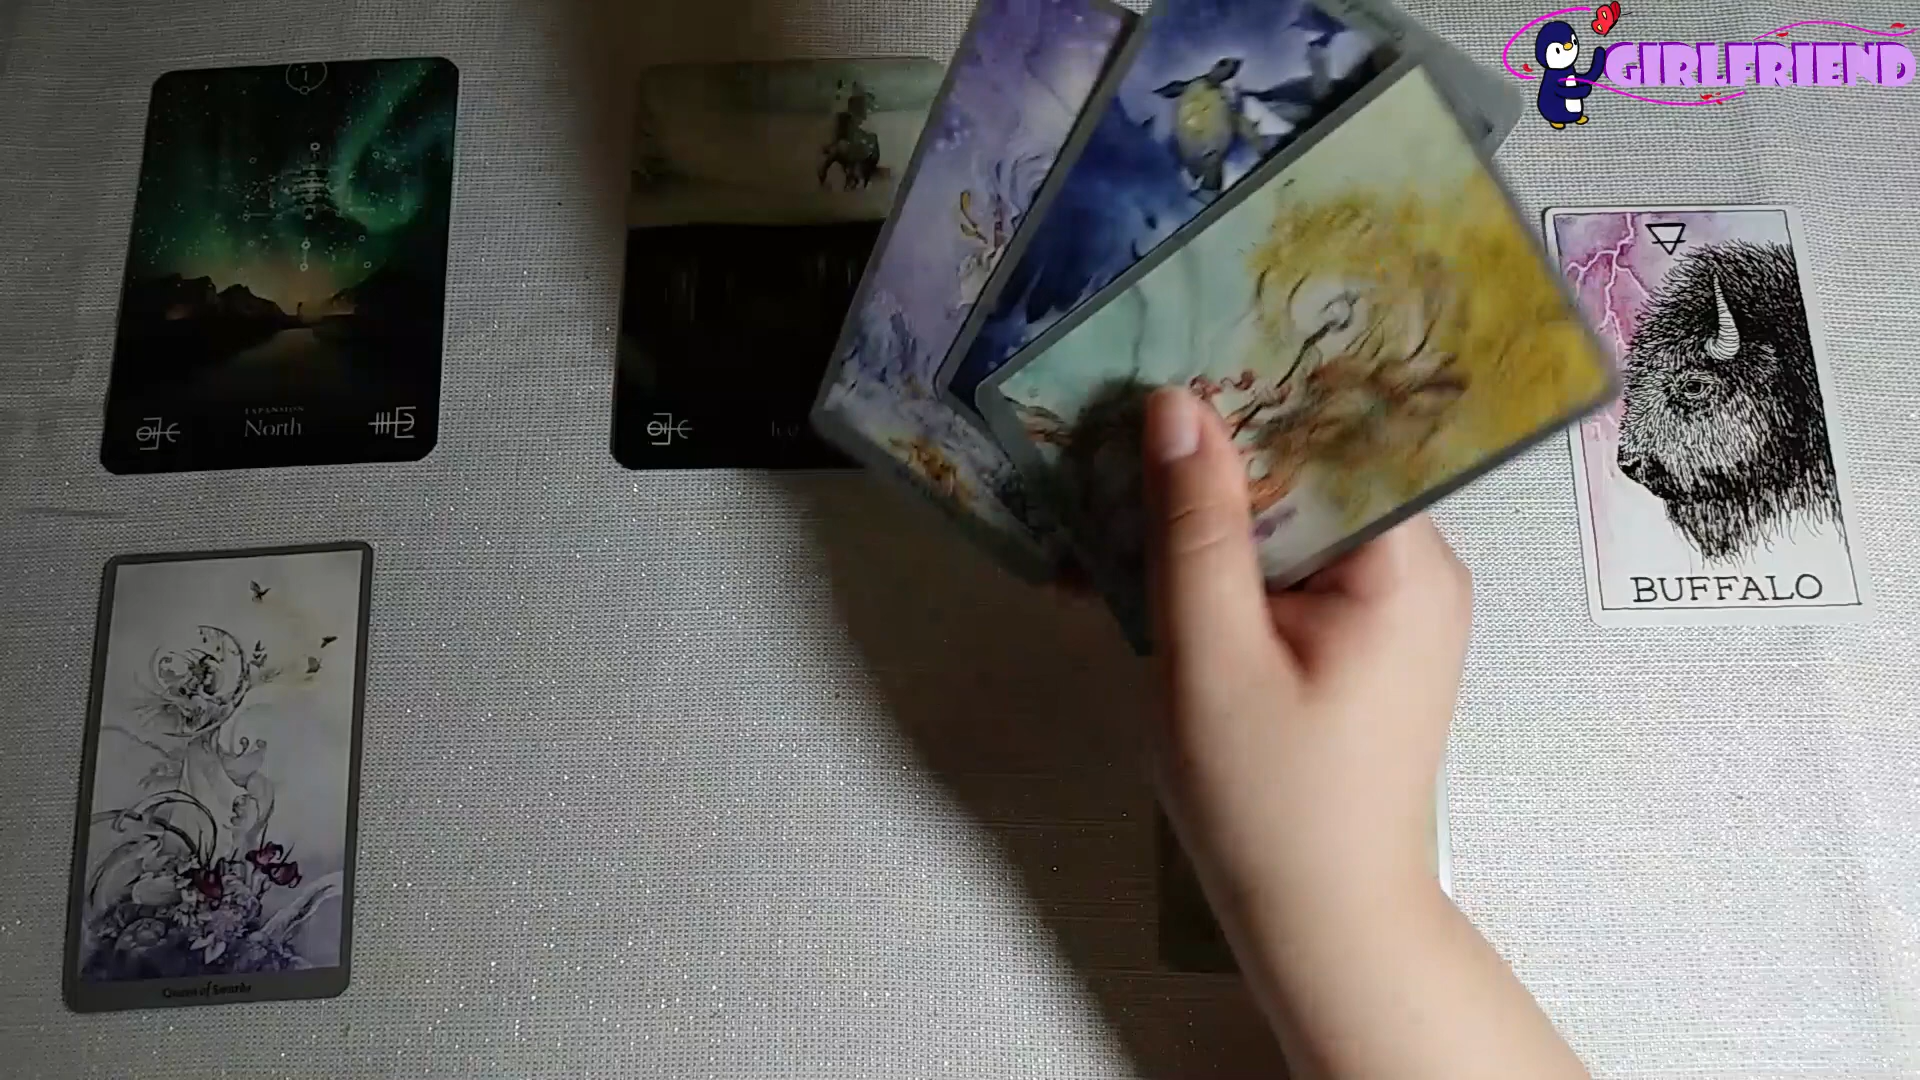 GIRLFRIEND
EXPANSION
North
BUFFALO
Queen of Swords